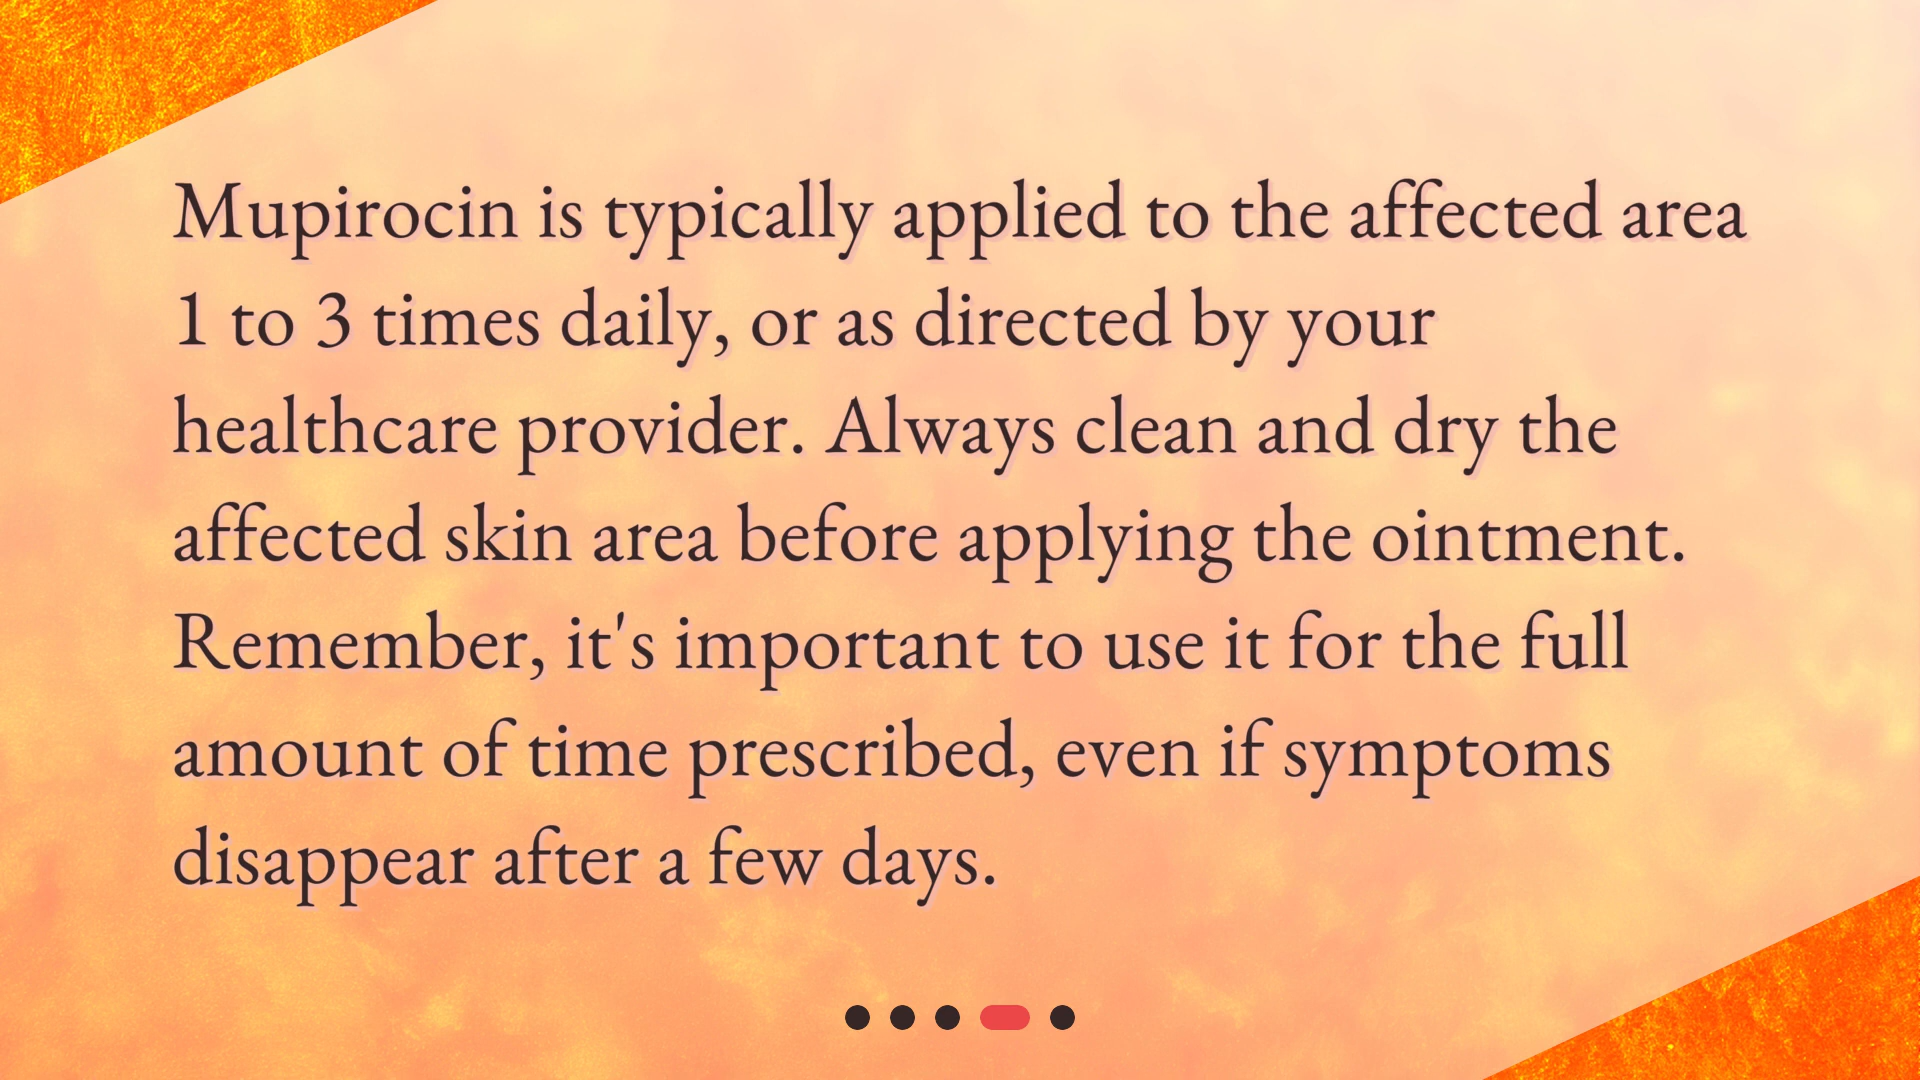 Mupirocin is typically applied to the affected area
1 to 3 times daily, or as directed by your
healthcare provider. Always clean and dry the
affected skin area before applying the ointment.
Remember, it's important to use it for the full
amount of time prescribed, even if symptoms
disappear after a few days.